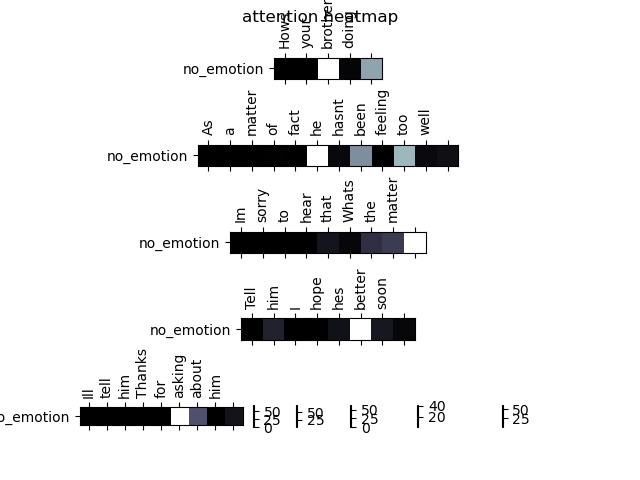 attention heatmap
Hows your brother doing
no_emotion
As a matter of fact he hasnt been feeling too well
no_emotion
Im sorry to hear that Whats the matter
no_emotion
Tell him I hope hes better soon
no_emotion
Ill tell him Thanks for asking about him
no_emotion
50 50 50 40 50
25 25 25 20 25
0 0